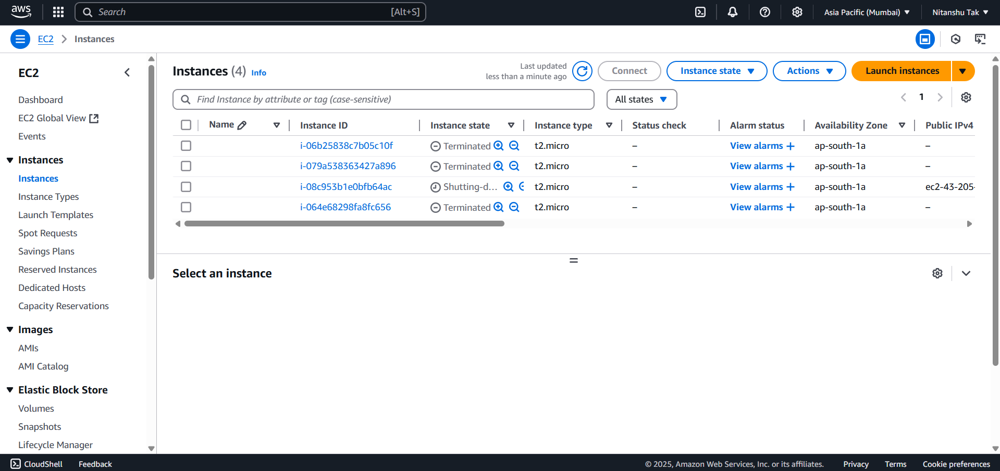 aws
Search [Alt+S]
Asia Pacific (Mumbai)
Nitanshu Tak
EC2
Instances
EC2
Dashboard
EC2 Global View
Events
Instances
Instances
Instance Types
Launch Templates
Spot Requests
Savings Plans
Reserved Instances
Dedicated Hosts
Capacity Reservations
Images
AMIs
AMI Catalog
Elastic Block Store
Volumes
Snapshots
Lifecycle Manager
Instances (4) Info
Last updated
less than a minute ago
Connect
Instance state
Actions
Launch instances
Find Instance by attribute or tag (case-sensitive)
All states
1
Name Instance ID Instance state Instance type Status check Alarm status Availability Zone Public IPv4
i-06b25838c7b05c10f Terminated t2.micro – View alarms + ap-south-1a –
i-079a538363427a896 Terminated t2.micro – View alarms + ap-south-1a –
i-08c953b1e0bfb64ac Shutting-d... t2.micro – View alarms + ap-south-1a ec2-43-205-
i-064e68298fa8fc656 Terminated t2.micro – View alarms + ap-south-1a –
Select an instance
CloudShell Feedback © 2025, Amazon Web Services, Inc. or its affiliates. Privacy Terms Cookie preferences